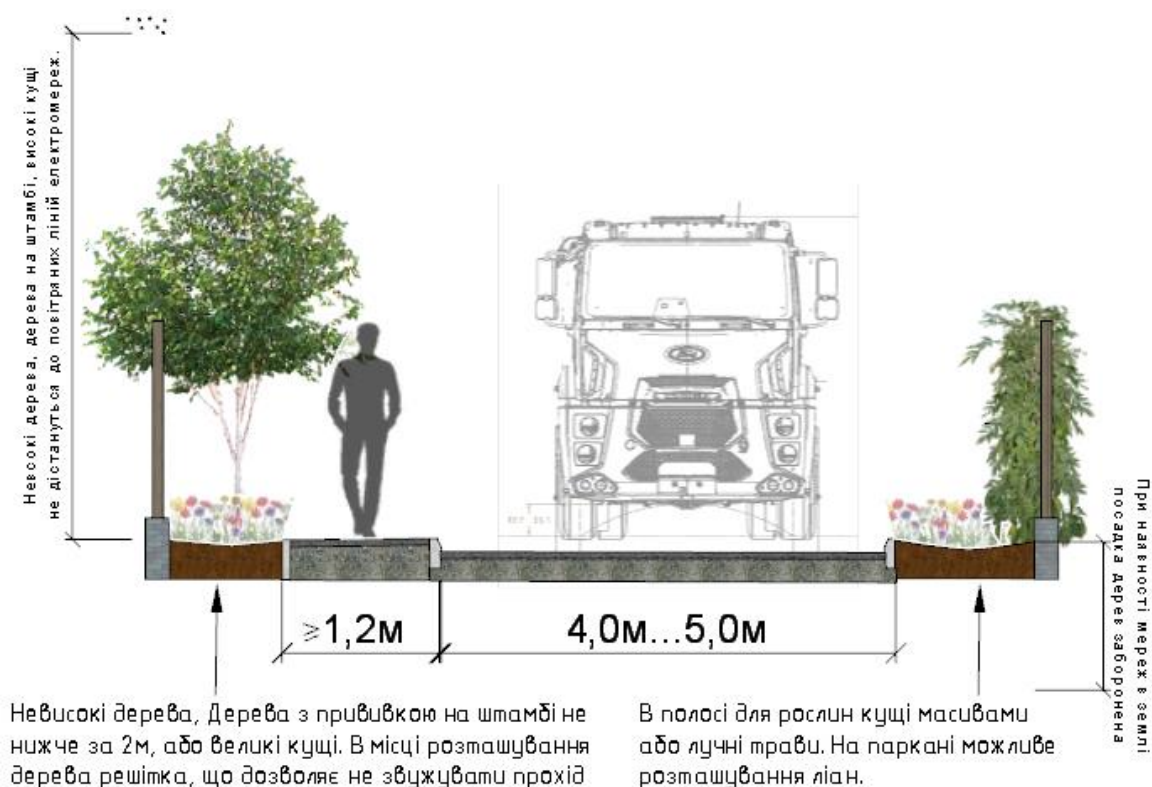 Невсокі дерева, дерева на штамбі, високі кущі
не дістануться до повітряних ліній електромереж.
При наявності мереж в землі
посадка дерев заборонена
≥1,2м
4,0м...5,0м
Невисокі дерева, Дерева з прививкою на штамбі не
нижче за 2м, або великі кущі. В місці розташування
дерева решітка, що дозволяє не звужувати прохід
В полосі для рослин кущі масивами
або лучні трави. На паркані можливе
розташування ліан.